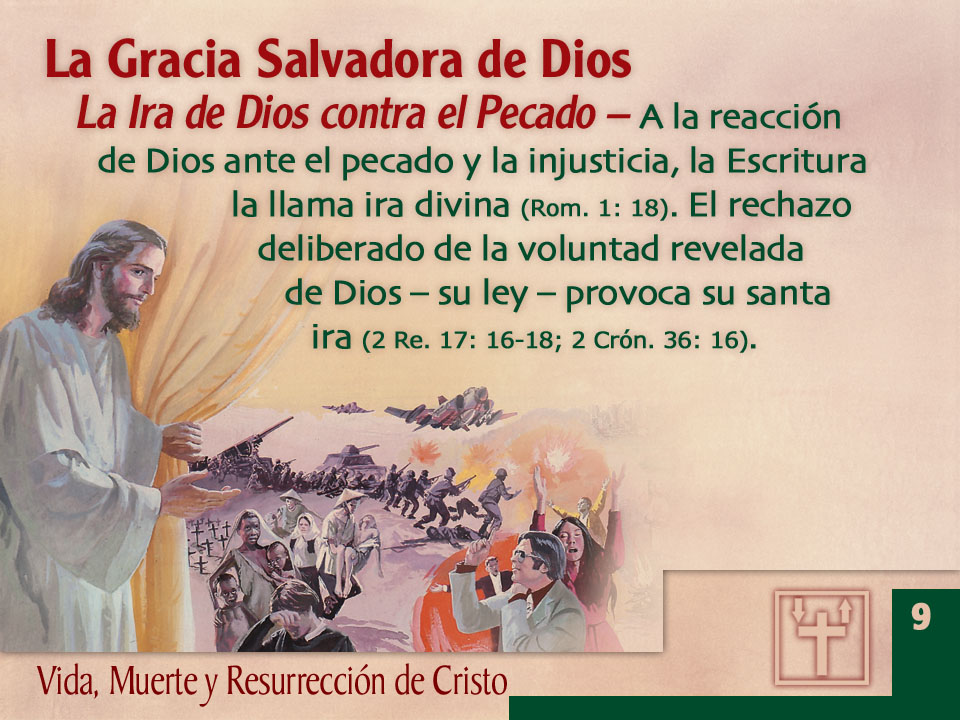 La Gracia Salvadora de Dios
La Ira de Dios contra el Pecado – A la reacción
de Dios ante el pecado y la injusticia, la Escritura
la llama ira divina (Rom. 1: 18). El rechazo
deliberado de la voluntad revelada
de Dios – su ley – provoca su santa
ira (2 Re. 17: 16-18; 2 Crón. 36: 16).
9
Vida, Muerte y Resurrección de Cristo